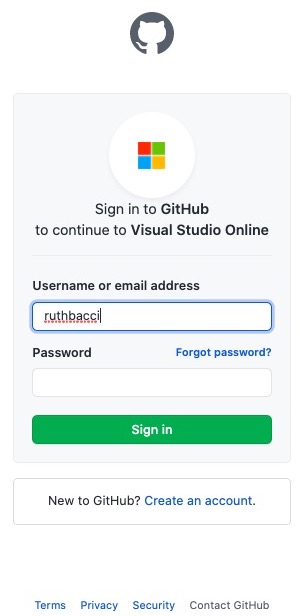 Sign in to GitHub
to continue to Visual Studio Online
Username or email address
ruthbacci
Password Forgot password?
Sign in
New to GitHub? Create an account.
Terms Privacy Security Contact GitHub